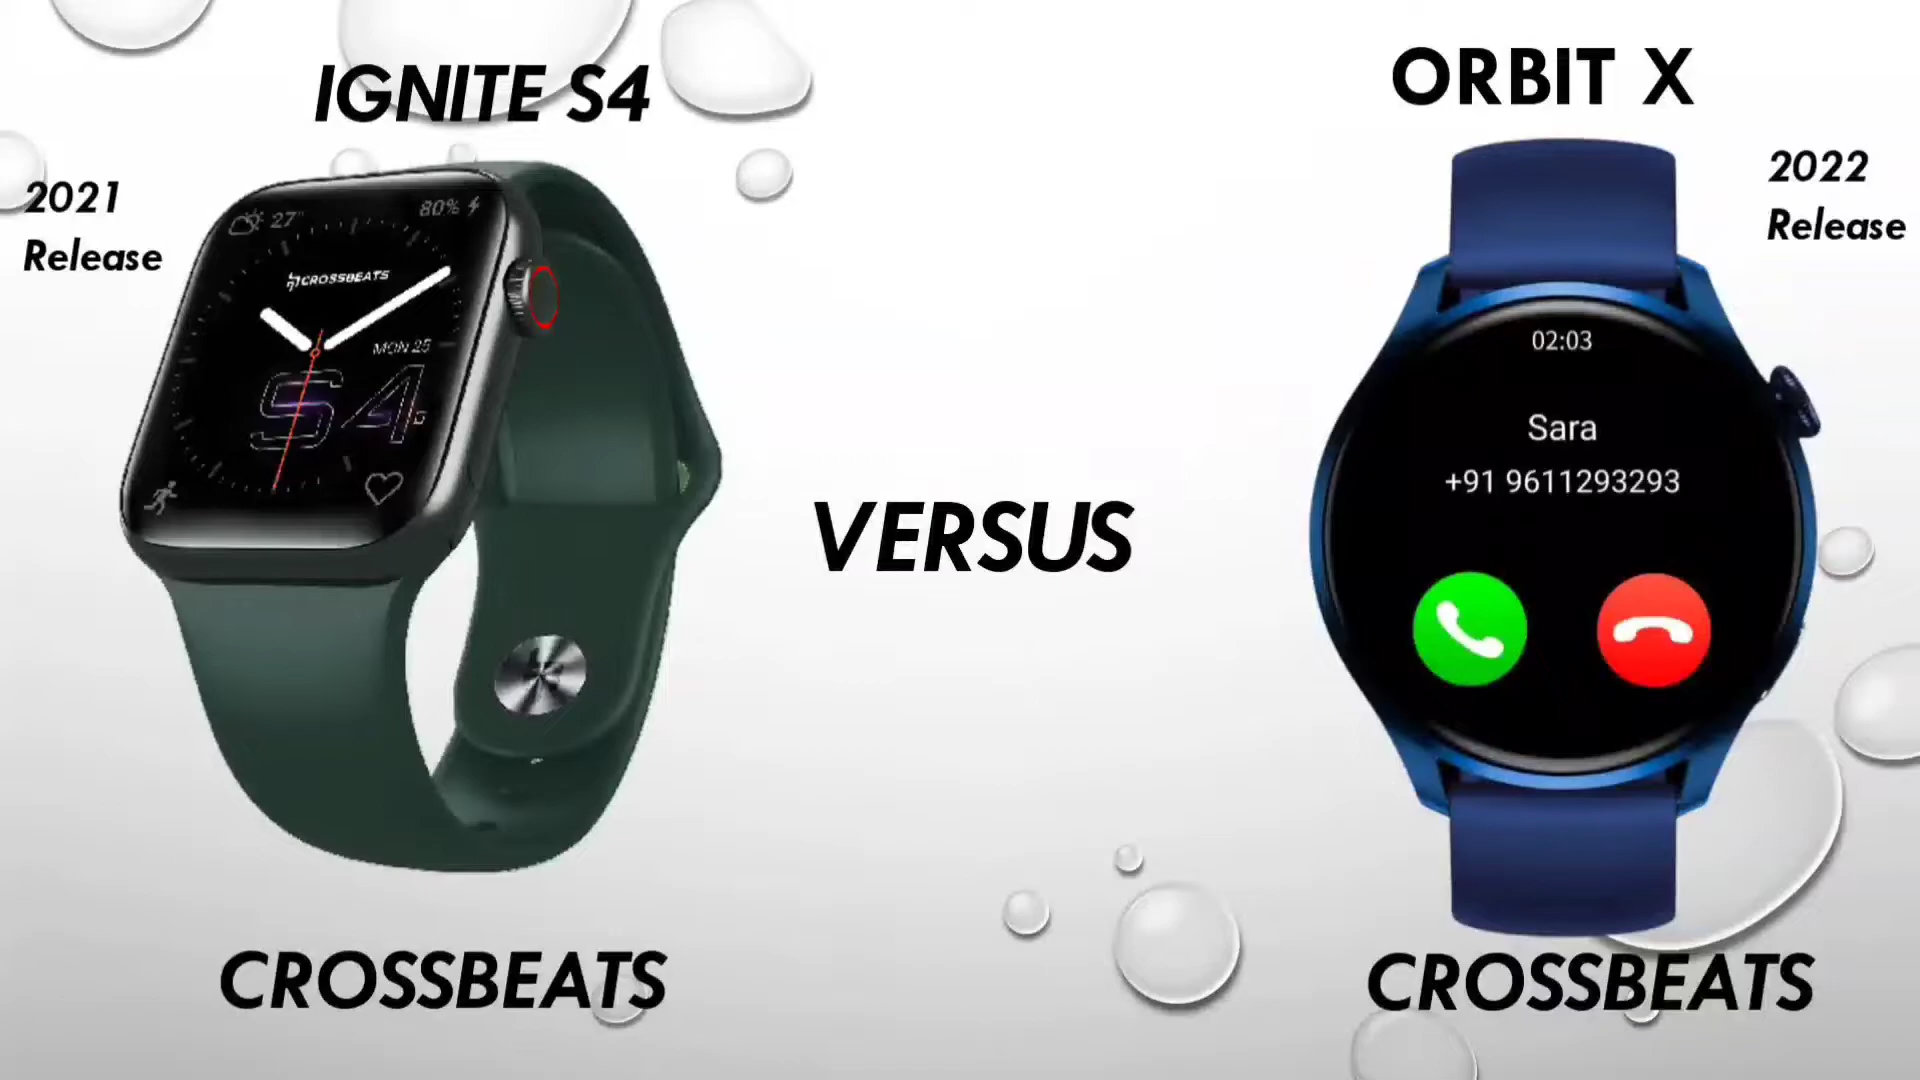 IGNITE S4
2021
Release
27°
80%
CROSSBEATS
MON 25
S4
CROSSBEATS
VERSUS
ORBIT X
2022
Release
02:03
Sara
+91 9611293293
CROSSBEATS